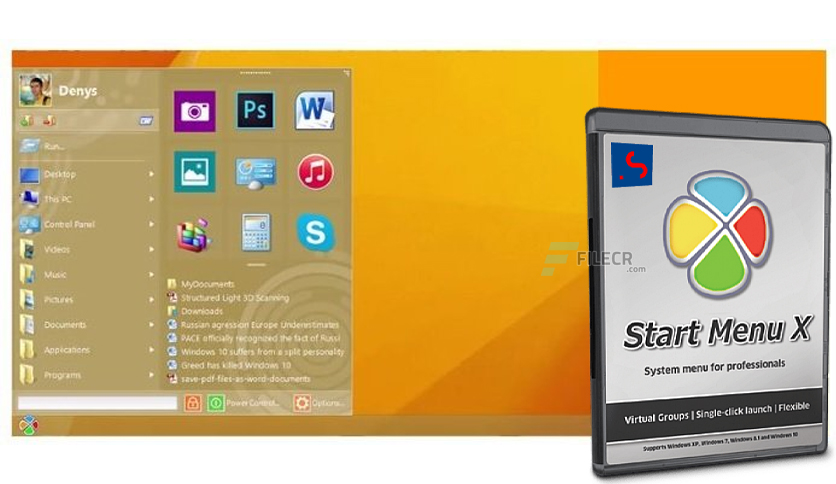 Denys
Run...
Desktop
This PC
Control Panel
Videos
Music
Pictures
Documents
Applications
Programs
Ps
W
MyDocuments
Structured Light 3D Scanning
Downloads
Russian agression Europe Underestimates
PACE officially recognized the fact of Russi
Windows 10 suffers from a split personality
Greed has killed Windows 10
save-pdf-files-as-word-documents
Power Control...
Options...
S
FILECR
.com
Start Menu X
System menu for professionals
Virtual Groups | Single-click launch | Flexible
Supports Windows XP, Windows 7, Windows 8.1 and Windows 10